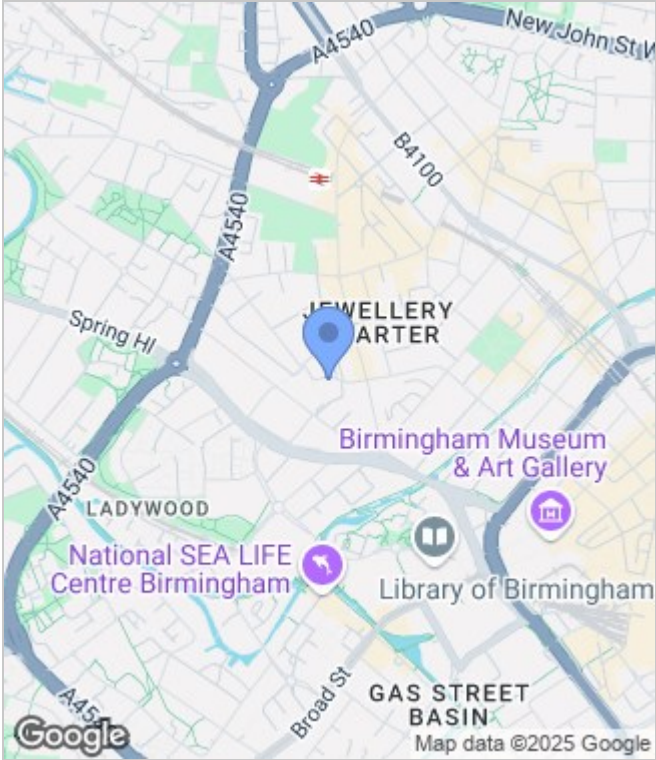 A4540
New John St W
B4100
A4540
JEWELLERY
ARTER
Spring Hl
Birmingham Museum
& Art Gallery
A4540
LADYWOOD
National SEA LIFE
Centre Birmingham
Library of Birmingham
Broad St
GAS STREET
BASIN
Google
Map data ©2025 Google